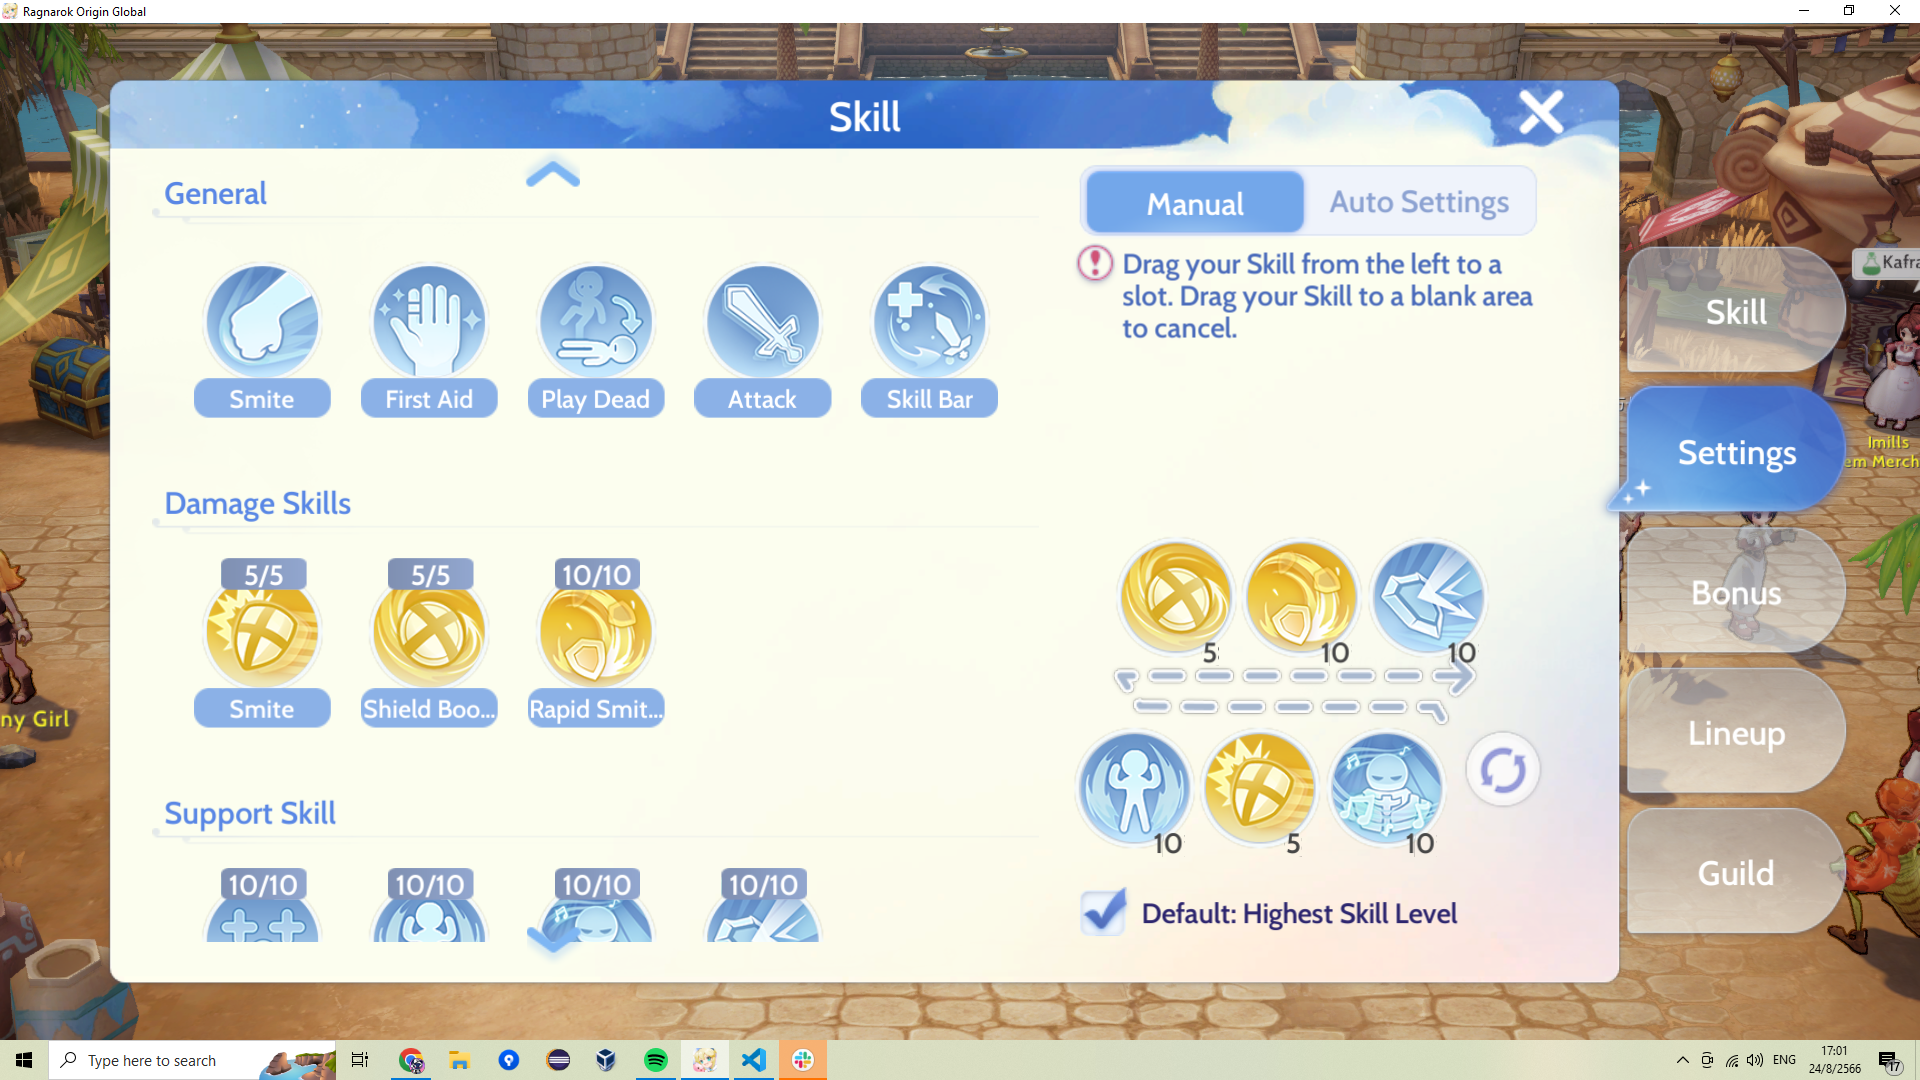 Ragnarok Origin Global
Skill
General
Smite
First Aid
Play Dead
Attack
Skill Bar
Damage Skills
5/5
5/5
10/10
Smite
Shield Boo...
Rapid Smit...
Support Skill
10/10
10/10
10/10
10/10
Manual
Auto Settings
Drag your Skill from the left to a
slot. Drag your Skill to a blank area
to cancel.
5
10
10
10
5
10
Default: Highest Skill Level
Skill
Settings
Bonus
Lineup
Guild
Kafra
Imills
em Merch
ny Girl
Type here to search
ENG
17:01
24/8/2566
17